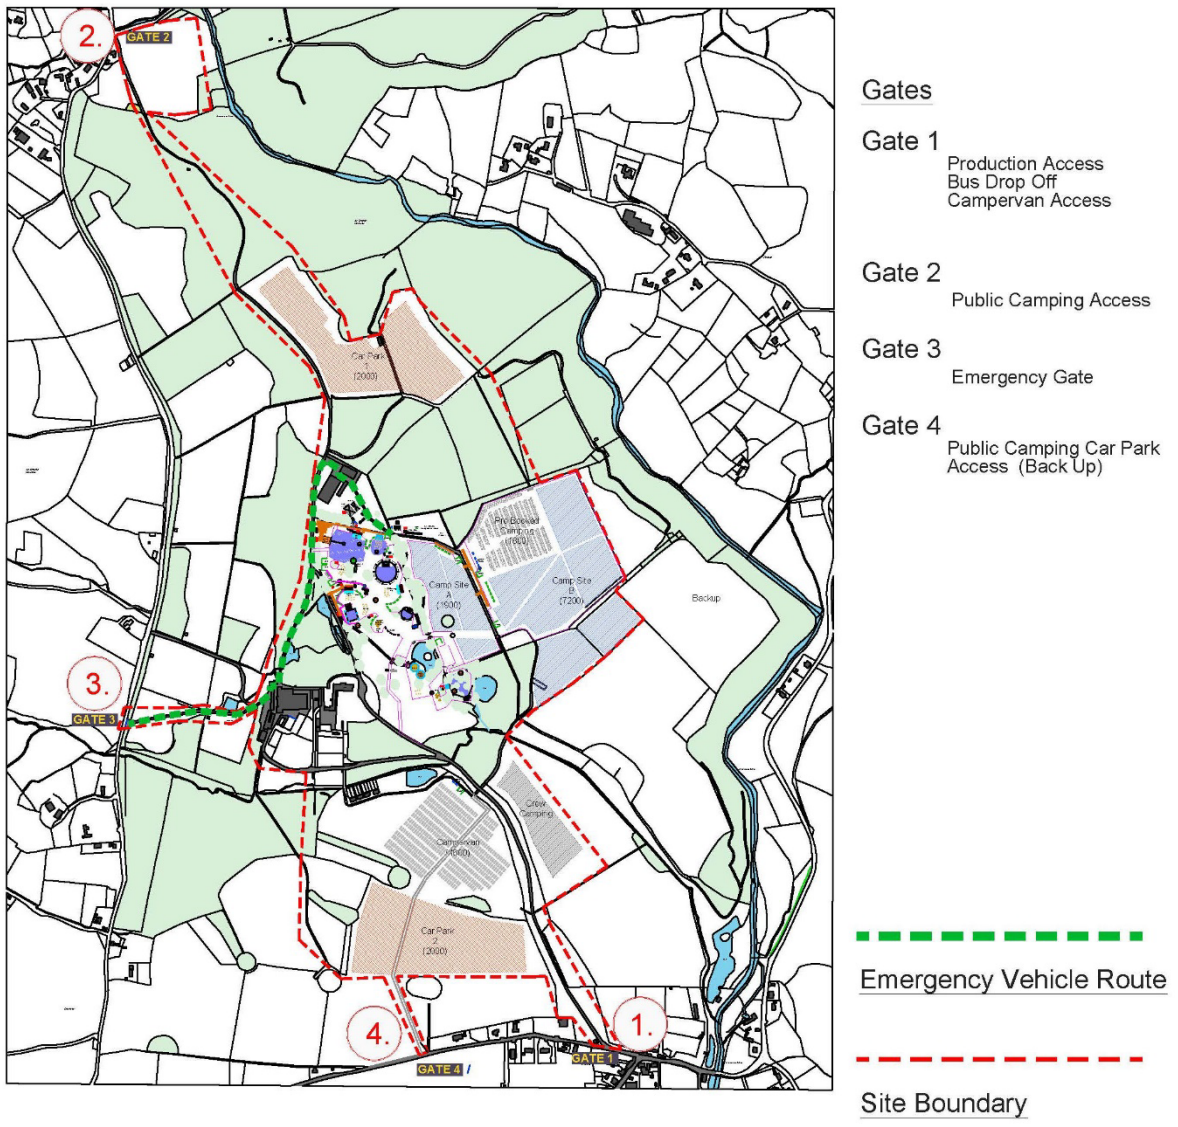 2.
GATE 2
Car Park
1
(2000)
Pre Booked
Camping
Camp Site
A
(1900)
Camp Site
B
(7200)
Backup
3.
GATE 3
Crew
Camping
Campervan
Car Park
2
(2000)
4.
GATE 4
1.
GATE 1
Gates
Gate 1
Production Access
Bus Drop Off
Campervan Access
Gate 2
Public Camping Access
Gate 3
Emergency Gate
Gate 4
Public Camping Car Park
Access (Back Up)
Emergency Vehicle Route
Site Boundary